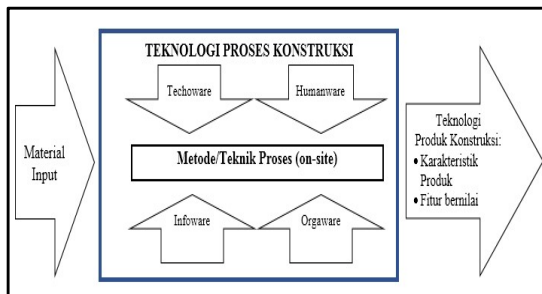 TEKNOLOGI PROSES KONSTRUKSI
Techoware
Humanware
Material
Input
Metode/Teknik Proses (on-site)
Infoware
Orgaware
Teknologi
Produk Konstruksi:
• Karakteristik
Produk
• Fitur bernilai